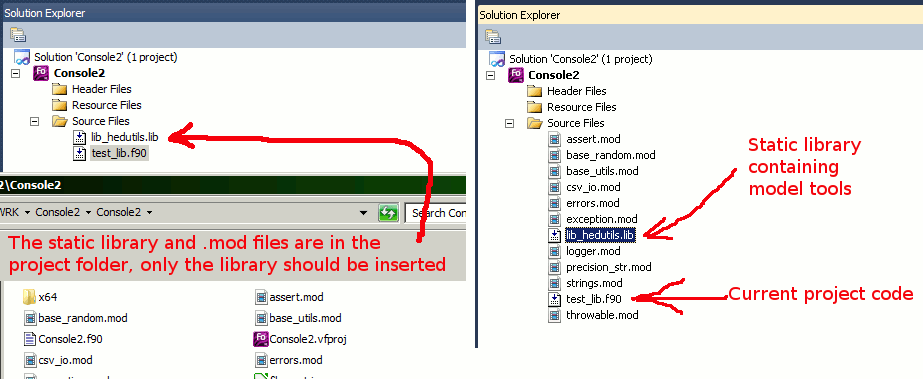 Solution Explorer
Solution 'Console2' (1 project)
Console2
Header Files
Resource Files
Source Files
lib_hedutils.lib
test_lib.f90
2\Console2
WRK
Console2
Console2
Search Con
The static library and .mod files are in the
project folder, only the library should be inserted
x64
assert.mod
base_random.mod
base_utils.mod
Console2.f90
Console2.vfproj
csv_io.mod
errors.mod
Solution Explorer
Solution 'Console2' (1 project)
Console2
Header Files
Resource Files
Source Files
assert.mod
base_random.mod
base_utils.mod
csv_io.mod
errors.mod
exception.mod
lib_hedutils.lib
logger.mod
precision_str.mod
strings.mod
test_lib.f90
throwable.mod
Static library
containing
model tools
Current project code